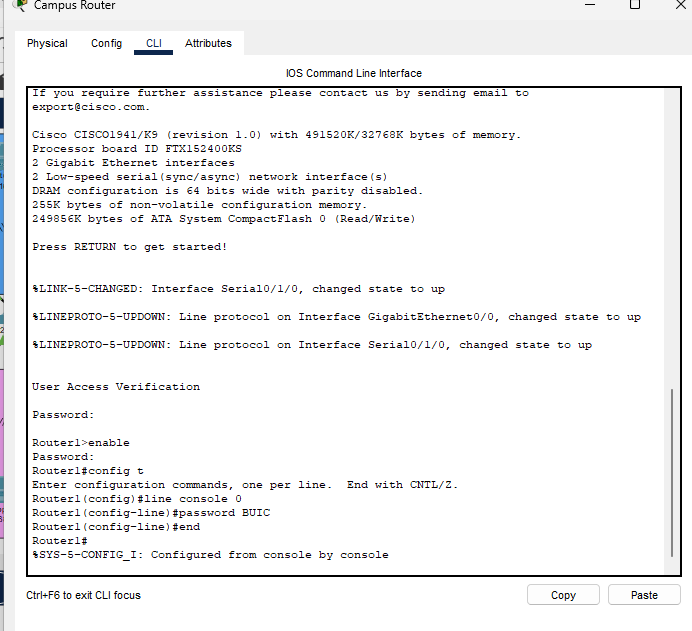 Campus Router
Physical Config CLI Attributes
IOS Command Line Interface
If you require further assistance please contact us by sending email to
export@cisco.com.
Cisco CISCO1941/K9 (revision 1.0) with 491520K/32768K bytes of memory.
Processor board ID FTX152400KS
2 Gigabit Ethernet interfaces
2 Low-speed serial(sync/async) network interface(s)
DRAM configuration is 64 bits wide with parity disabled.
255K bytes of non-volatile configuration memory.
249856K bytes of ATA System CompactFlash 0 (Read/Write)
Press RETURN to get started!
%LINK-5-CHANGED: Interface Serial0/1/0, changed state to up
%LINEPROTO-5-UPDOWN: Line protocol on Interface GigabitEthernet0/0, changed state to up
%LINEPROTO-5-UPDOWN: Line protocol on Interface Serial0/1/0, changed state to up
User Access Verification
Password:
Router1>enable
Password:
Router1#config t
Enter configuration commands, one per line.  End with CNTL/Z.
Router1(config)#line console 0
Router1(config-line)#password BUIC
Router1(config-line)#end
Router1#
%SYS-5-CONFIG_I: Configured from console by console
Ctrl+F6 to exit CLI focus
Copy Paste